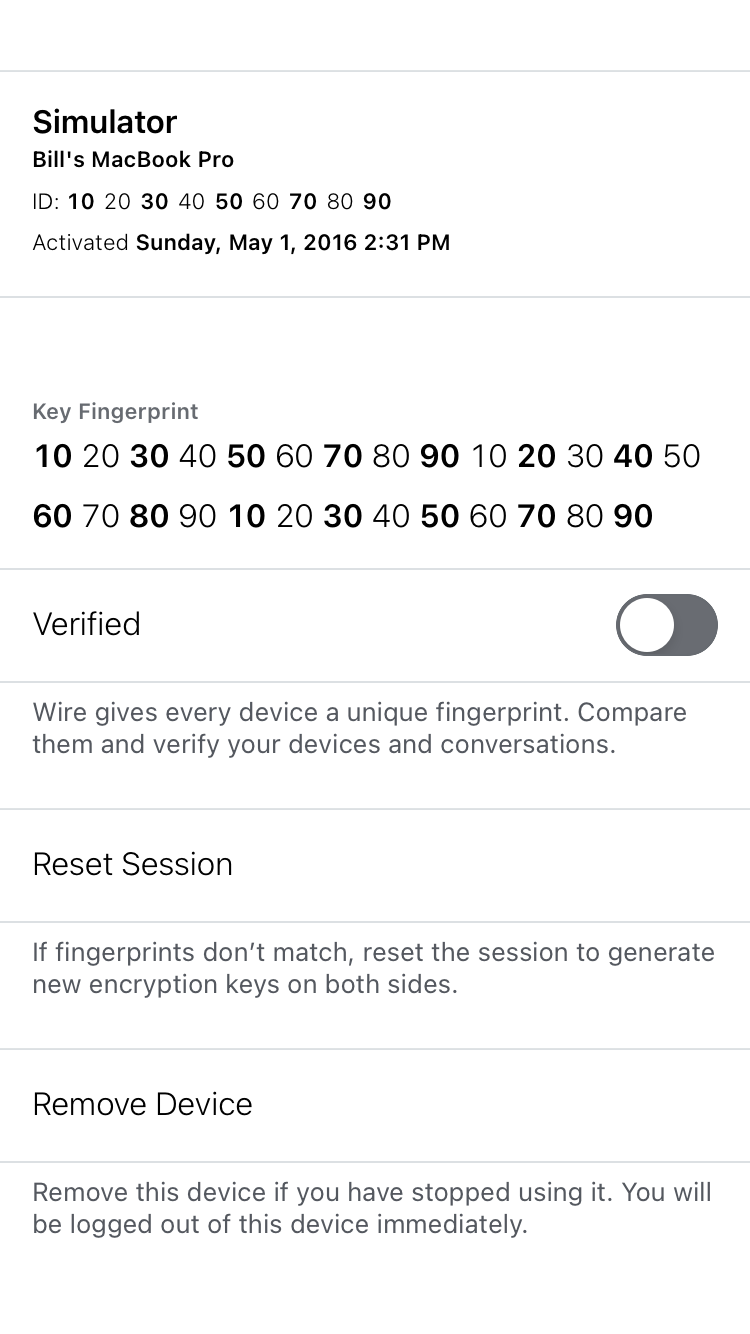 Simulator
Bill's MacBook Pro
ID: 10 20 30 40 50 60 70 80 90
Activated Sunday, May 1, 2016 2:31 PM
Key Fingerprint
10 20 30 40 50 60 70 80 90 10 20 30 40 50
60 70 80 90 10 20 30 40 50 60 70 80 90
Verified
Wire gives every device a unique fingerprint. Compare
them and verify your devices and conversations.
Reset Session
If fingerprints don’t match, reset the session to generate
new encryption keys on both sides.
Remove Device
Remove this device if you have stopped using it. You will
be logged out of this device immediately.